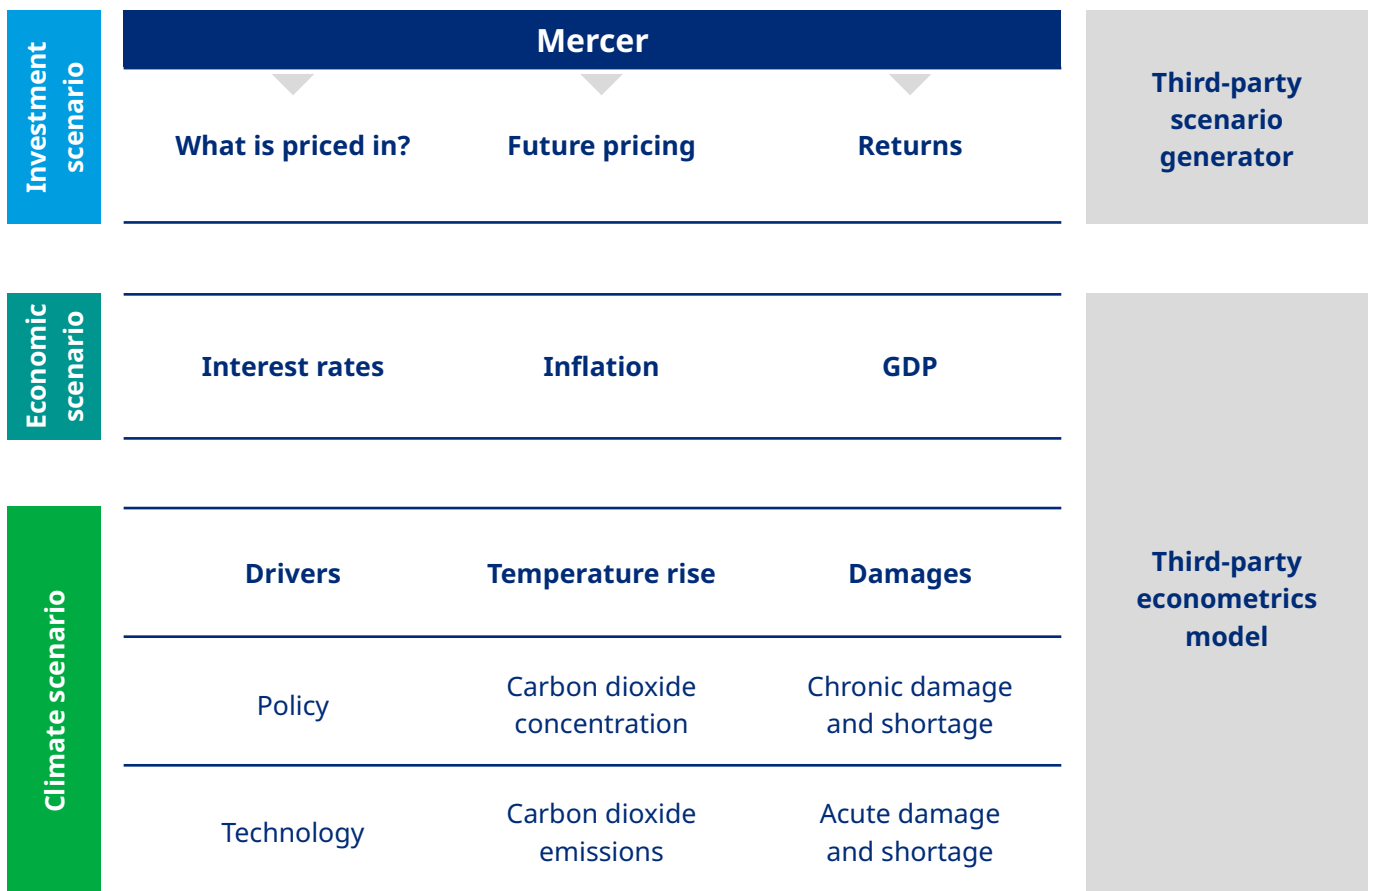 Investment
scenario
Mercer
What is priced in?
Future pricing
Returns
Third-party
scenario
generator
Economic
scenario
Interest rates
Inflation
GDP
Climate scenario
Drivers
Temperature rise
Damages
Policy
Carbon dioxide
concentration
Chronic damage
and shortage
Technology
Carbon dioxide
emissions
Acute damage
and shortage
Third-party
econometrics
model